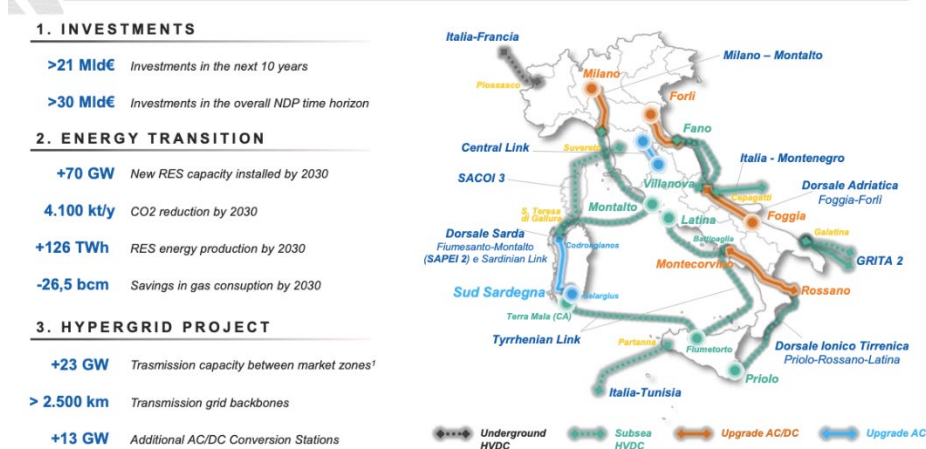 1. INVESTMENTS
>21 Mld€ Investments in the next 10 years
>30 Mld€ Investments in the overall NDP time horizon
2. ENERGY TRANSITION
+70 GW New RES capacity installed by 2030
4.100 kt/y CO2 reduction by 2030
+126 TWh RES energy production by 2030
-26,5 bcm Savings in gas consuption by 2030
3. HYPERGRID PROJECT
+23 GW Trasmission capacity between market zones¹
> 2.500 km Transmission grid backbones
+13 GW Additional AC/DC Conversion Stations
Italia-Francia
Piossasco
Milano
Milano – Montalto
Forlì
Fano
Central Link
Suvereto
Italia - Montenegro
SACOI 3
Villanova
Cepagatti
Dorsale Adriatica
Foggia-Forlì
S. Teresa
di Gallura
Montalto
Latina
Foggia
Dorsale Sarda
Fiumesanto-Montalto
(SAPEI 2) e Sardinian Link
Codrongianos
Battipaglia
Galatina
Montecorvino
GRITA 2
Sud Sardegna
Selargius
Rossano
Terra Mala (CA)
Tyrrhenian Link
Partanna
Fiumetorto
Dorsale Ionico Tirrenica
Priolo-Rossano-Latina
Priolo
Italia-Tunisia
Underground
HVDC
Subsea
HVDC
Upgrade AC/DC
Upgrade AC